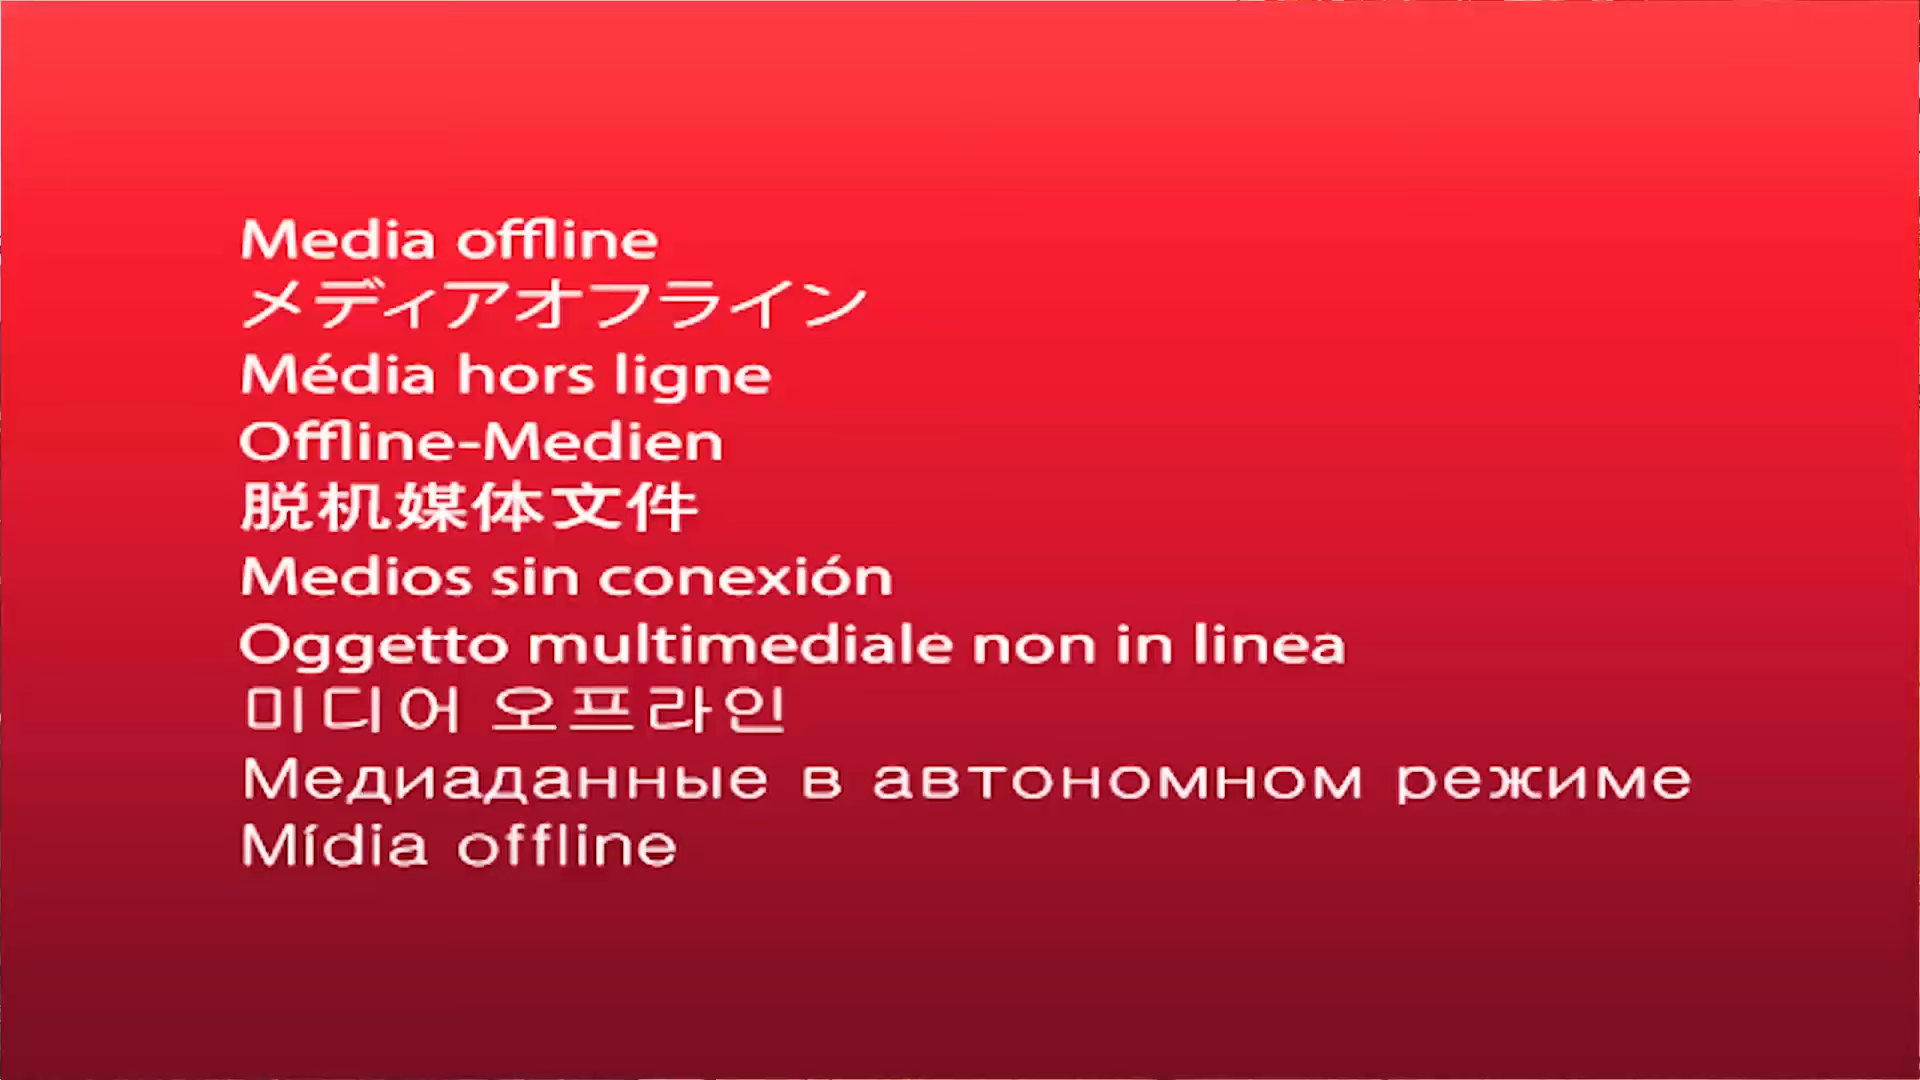 Media offline
メディアオフライン
Média hors ligne
Offline-Medien
脱机媒体文件
Medios sin conexión
Oggetto multimediale non in linea
미디어 오프라인
Медиаданные в автономном режиме
Mídia offline